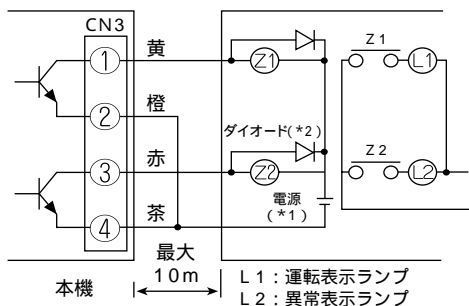 CN3
黄
1
橙
2
赤
3
茶
4
本機
最大
10m
Z1
ダイオード(*2)
Z2
電源
(*1)
Z1
L1
Z2
L2
L1：運転表示ランプ
L2：異常表示ランプ